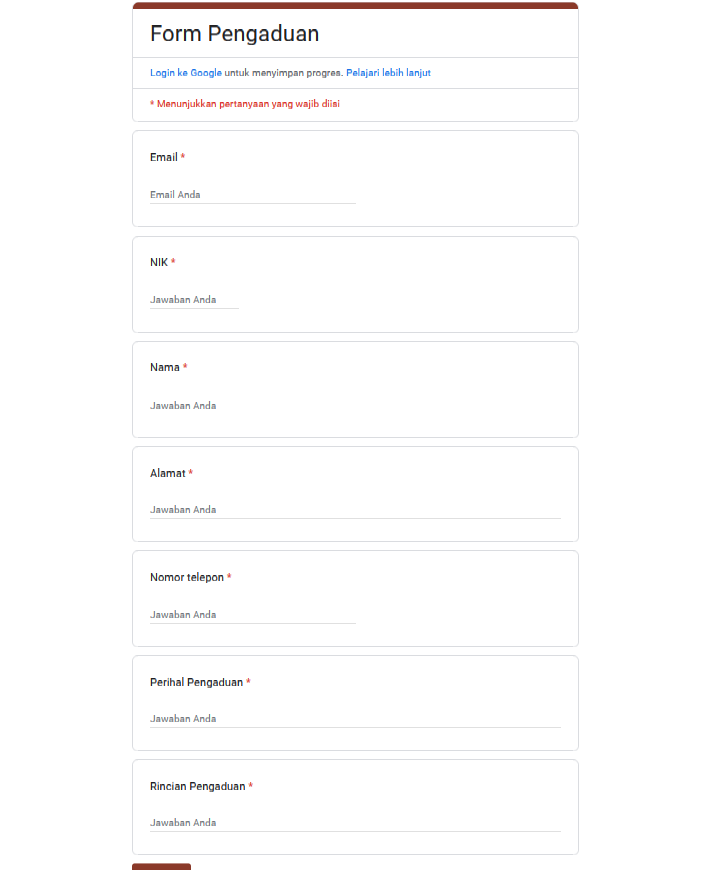 Form Pengaduan
Login ke Google untuk menyimpan progres. Pelajari lebih lanjut
* Menunjukkan pertanyaan yang wajib diisi
Email *
Email Anda
NIK *
Jawaban Anda
Nama *
Jawaban Anda
Alamat *
Jawaban Anda
Nomor telepon *
Jawaban Anda
Perihal Pengaduan *
Jawaban Anda
Rincian Pengaduan *
Jawaban Anda